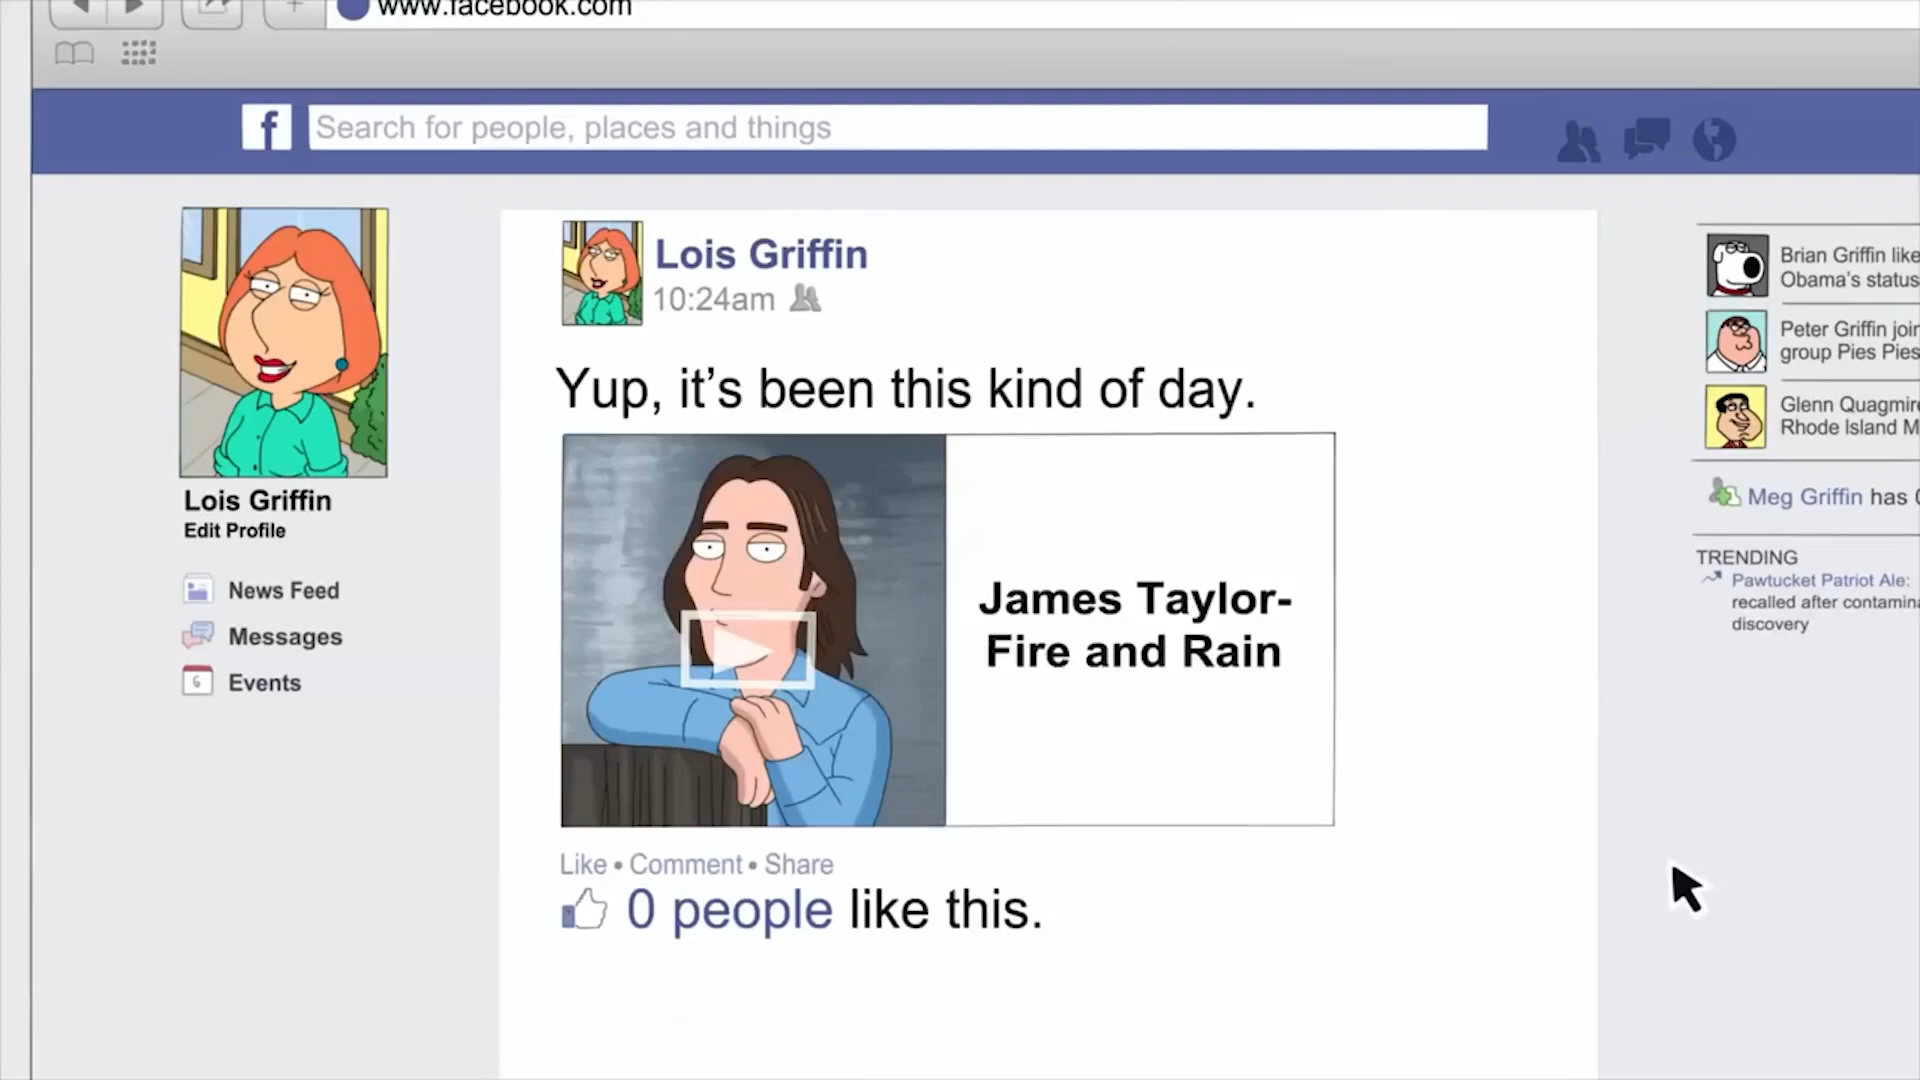 www.facebook.com
f
Search for people, places and things
Lois Griffin
Edit Profile
News Feed
Messages
6
Events
Lois Griffin
10:24am
Yup, it's been this kind of day.
James Taylor-
Fire and Rain
Like • Comment • Share
0 people like this.
Brian Griffin like
Obama's status
Peter Griffin join
group Pies Pies
Glenn Quagmire
Rhode Island M
Meg Griffin has
TRENDING
Pawtucket Patriot Ale:
recalled after contamina
discovery